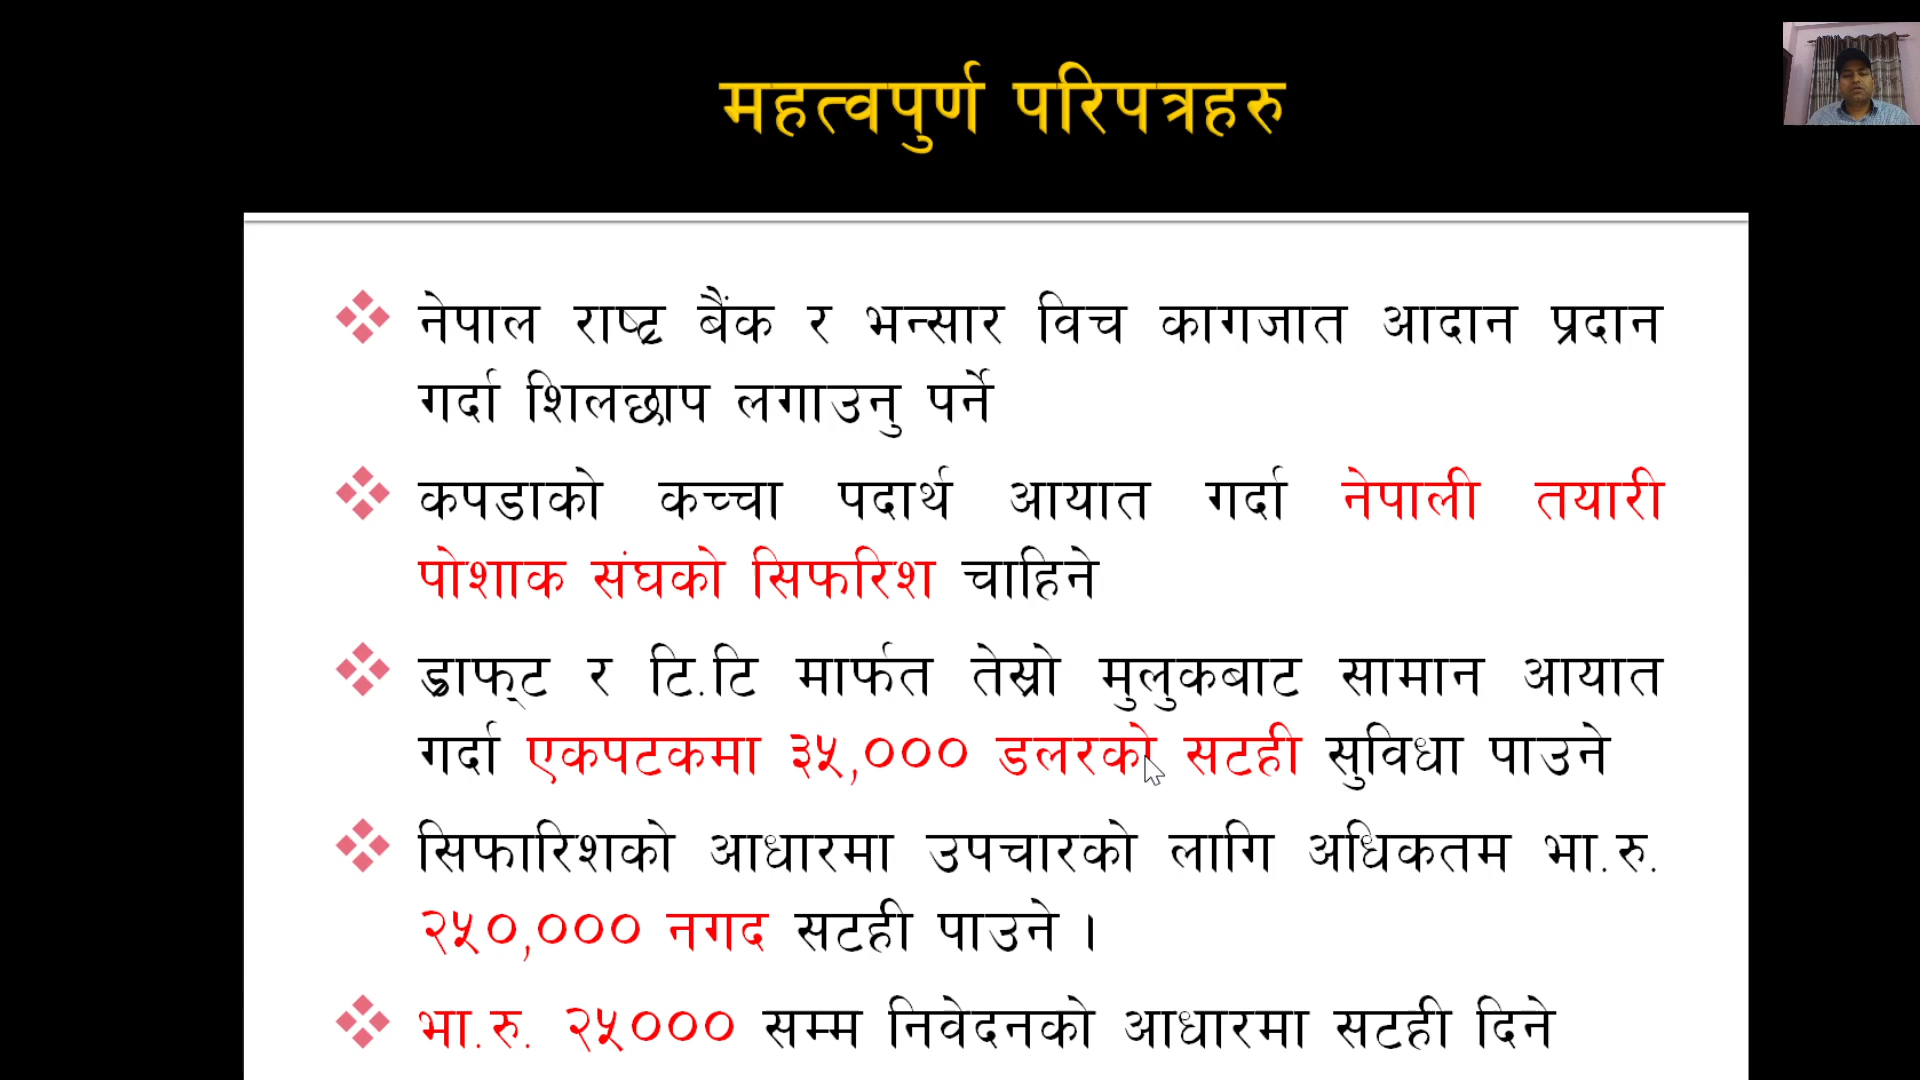 महत्वपुर्ण परिपत्रहरु
नेपाल राष्ट्र बैंक र भन्सार विच कागजात आदान प्रदान
गर्दा शिलछाप लगाउनु पर्ने
कपडाको कच्चा पदार्थ आयात गर्दा नेपाली तयारी
पोशाक संघको सिफरिश चाहिने
ड्राफ्ट र टि.टि मार्फत तेस्रो मुलुकबाट सामान आयात
गर्दा एकपटकमा ३५,००० डलरको सटही सुविधा पाउने
सिफारिशको आधारमा उपचारको लागि अधिकतम भा.रु.
२५०,००० नगद सटही पाउने ।
भा.रु. २५००० सम्म निवेदनको आधारमा सटही दिने